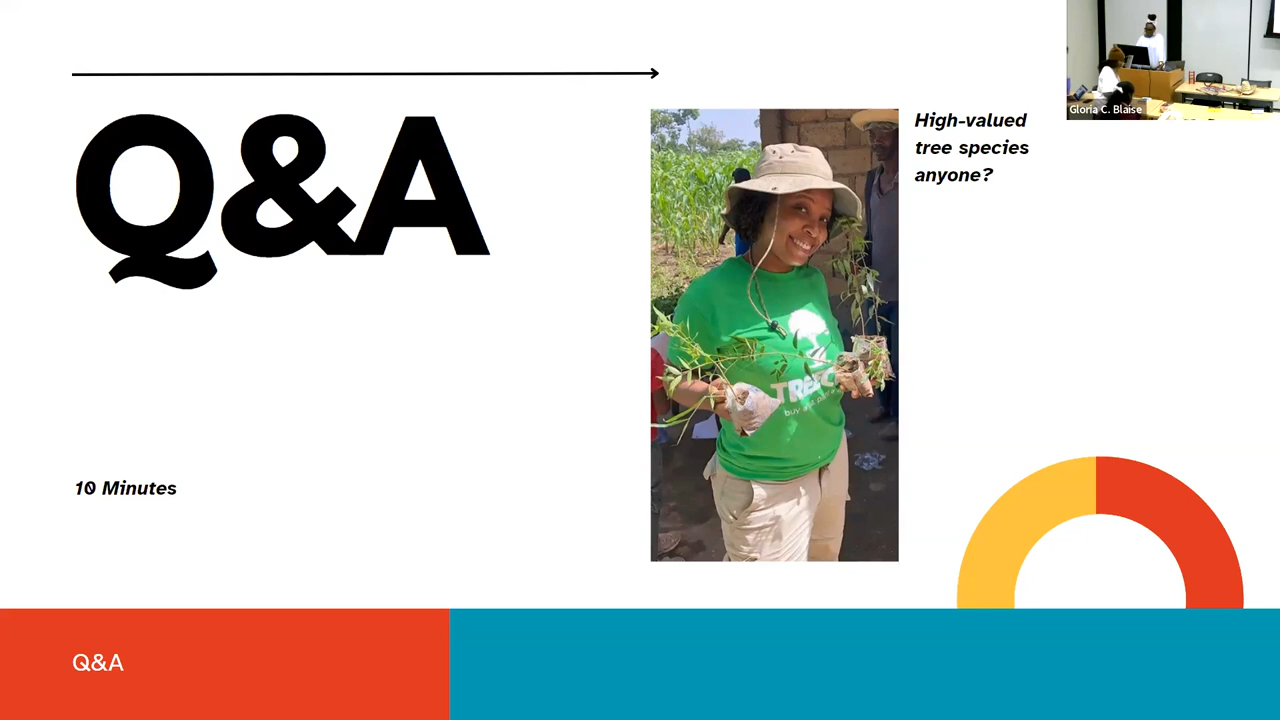 Q&A
High-valued
tree species
anyone?
Gloria C. Blaise
10 Minutes
Q&A